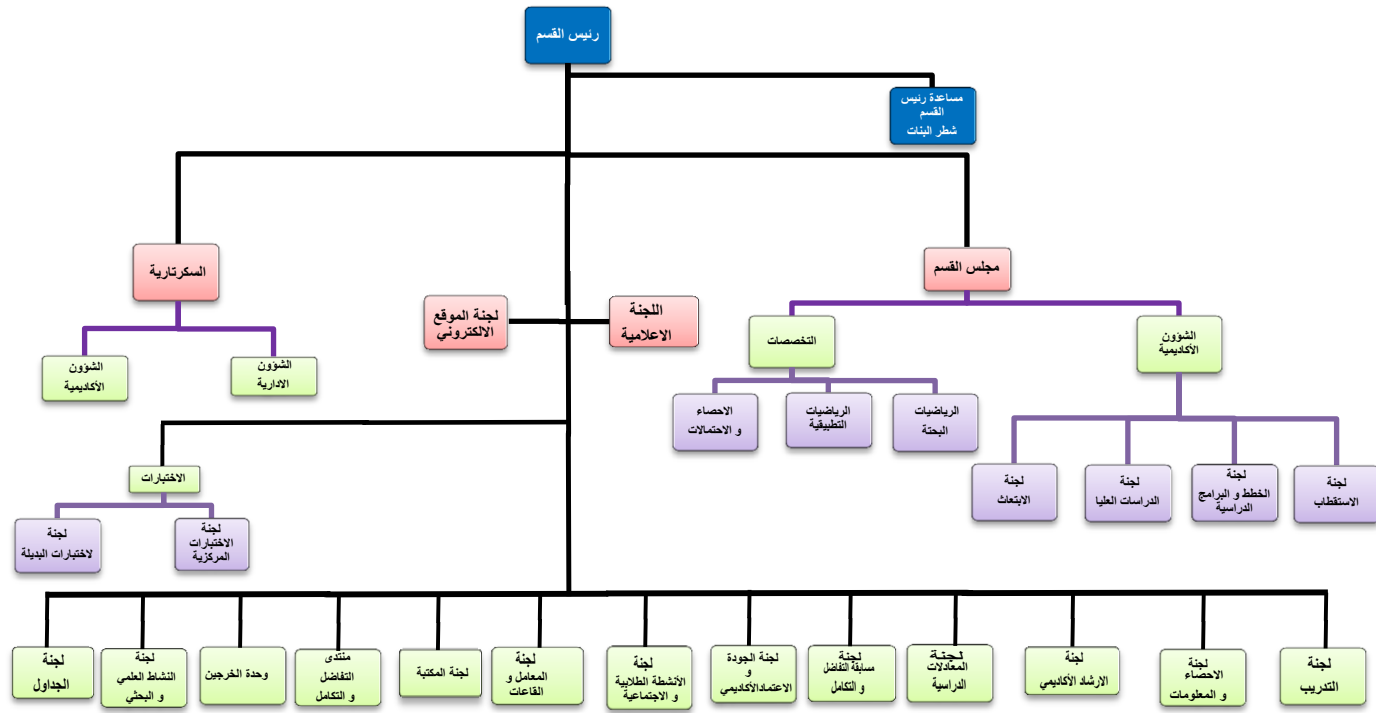 رئيس القسم
مساعدة رئيس
القسم
شطر البنات
مجلس القسم
السكرتارية
اللجنة
الاعلامية
لجنة الموقع
الالكتروني
الشؤون
الأكاديمية
التخصصات
الشؤون
الادارية
الشؤون
الأكاديمية
الرياضيات
البحتة
الرياضيات
التطبيقية
الاحصاء
و الاحتمالات
لجنة
الاستقطاب
لجنة
الخطط و البرامج
الدراسية
لجنة
الدراسات العليا
لجنة
الابتعاث
الاختبارات
لجنة
الاختبارات
المركزية
لجنة
لاختبارات البديلة
لجنة
التدريب
لجنة
الاحصاء
و المعلومات
لجنة
الارشاد الأكاديمي
لجنة
المعادلات
الدراسية
لجنة
مسابقة التفاضل
و التكامل
لجنة الجودة
و
الاعتمادالأكاديمي
لجنة
الأنشطة الطلابية
و الاجتماعية
لجنة
المعامل و
القاعات
لجنة المكتبة
منتدى
التفاضل
و التكامل
وحدة الخرجين
لجنة
النشاط العلمي
و البحثي
لجنة
الجداول